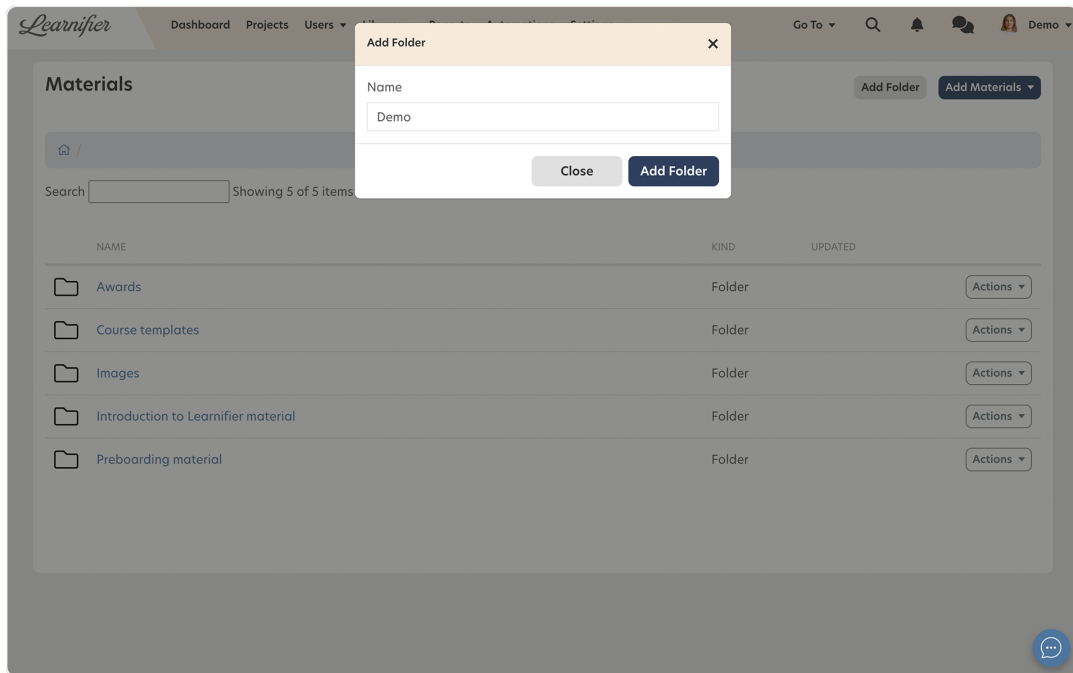 Learnifier
Dashboard Projects Users Go To Demo
Add Folder
Materials
Add Folder Add Materials
Name
Demo
/
Close Add Folder
Search Showing 5 of 5 items
NAME KIND UPDATED
Awards Folder Actions
Course templates Folder Actions
Images Folder Actions
Introduction to Learnifier material Folder Actions
Preboarding material Folder Actions